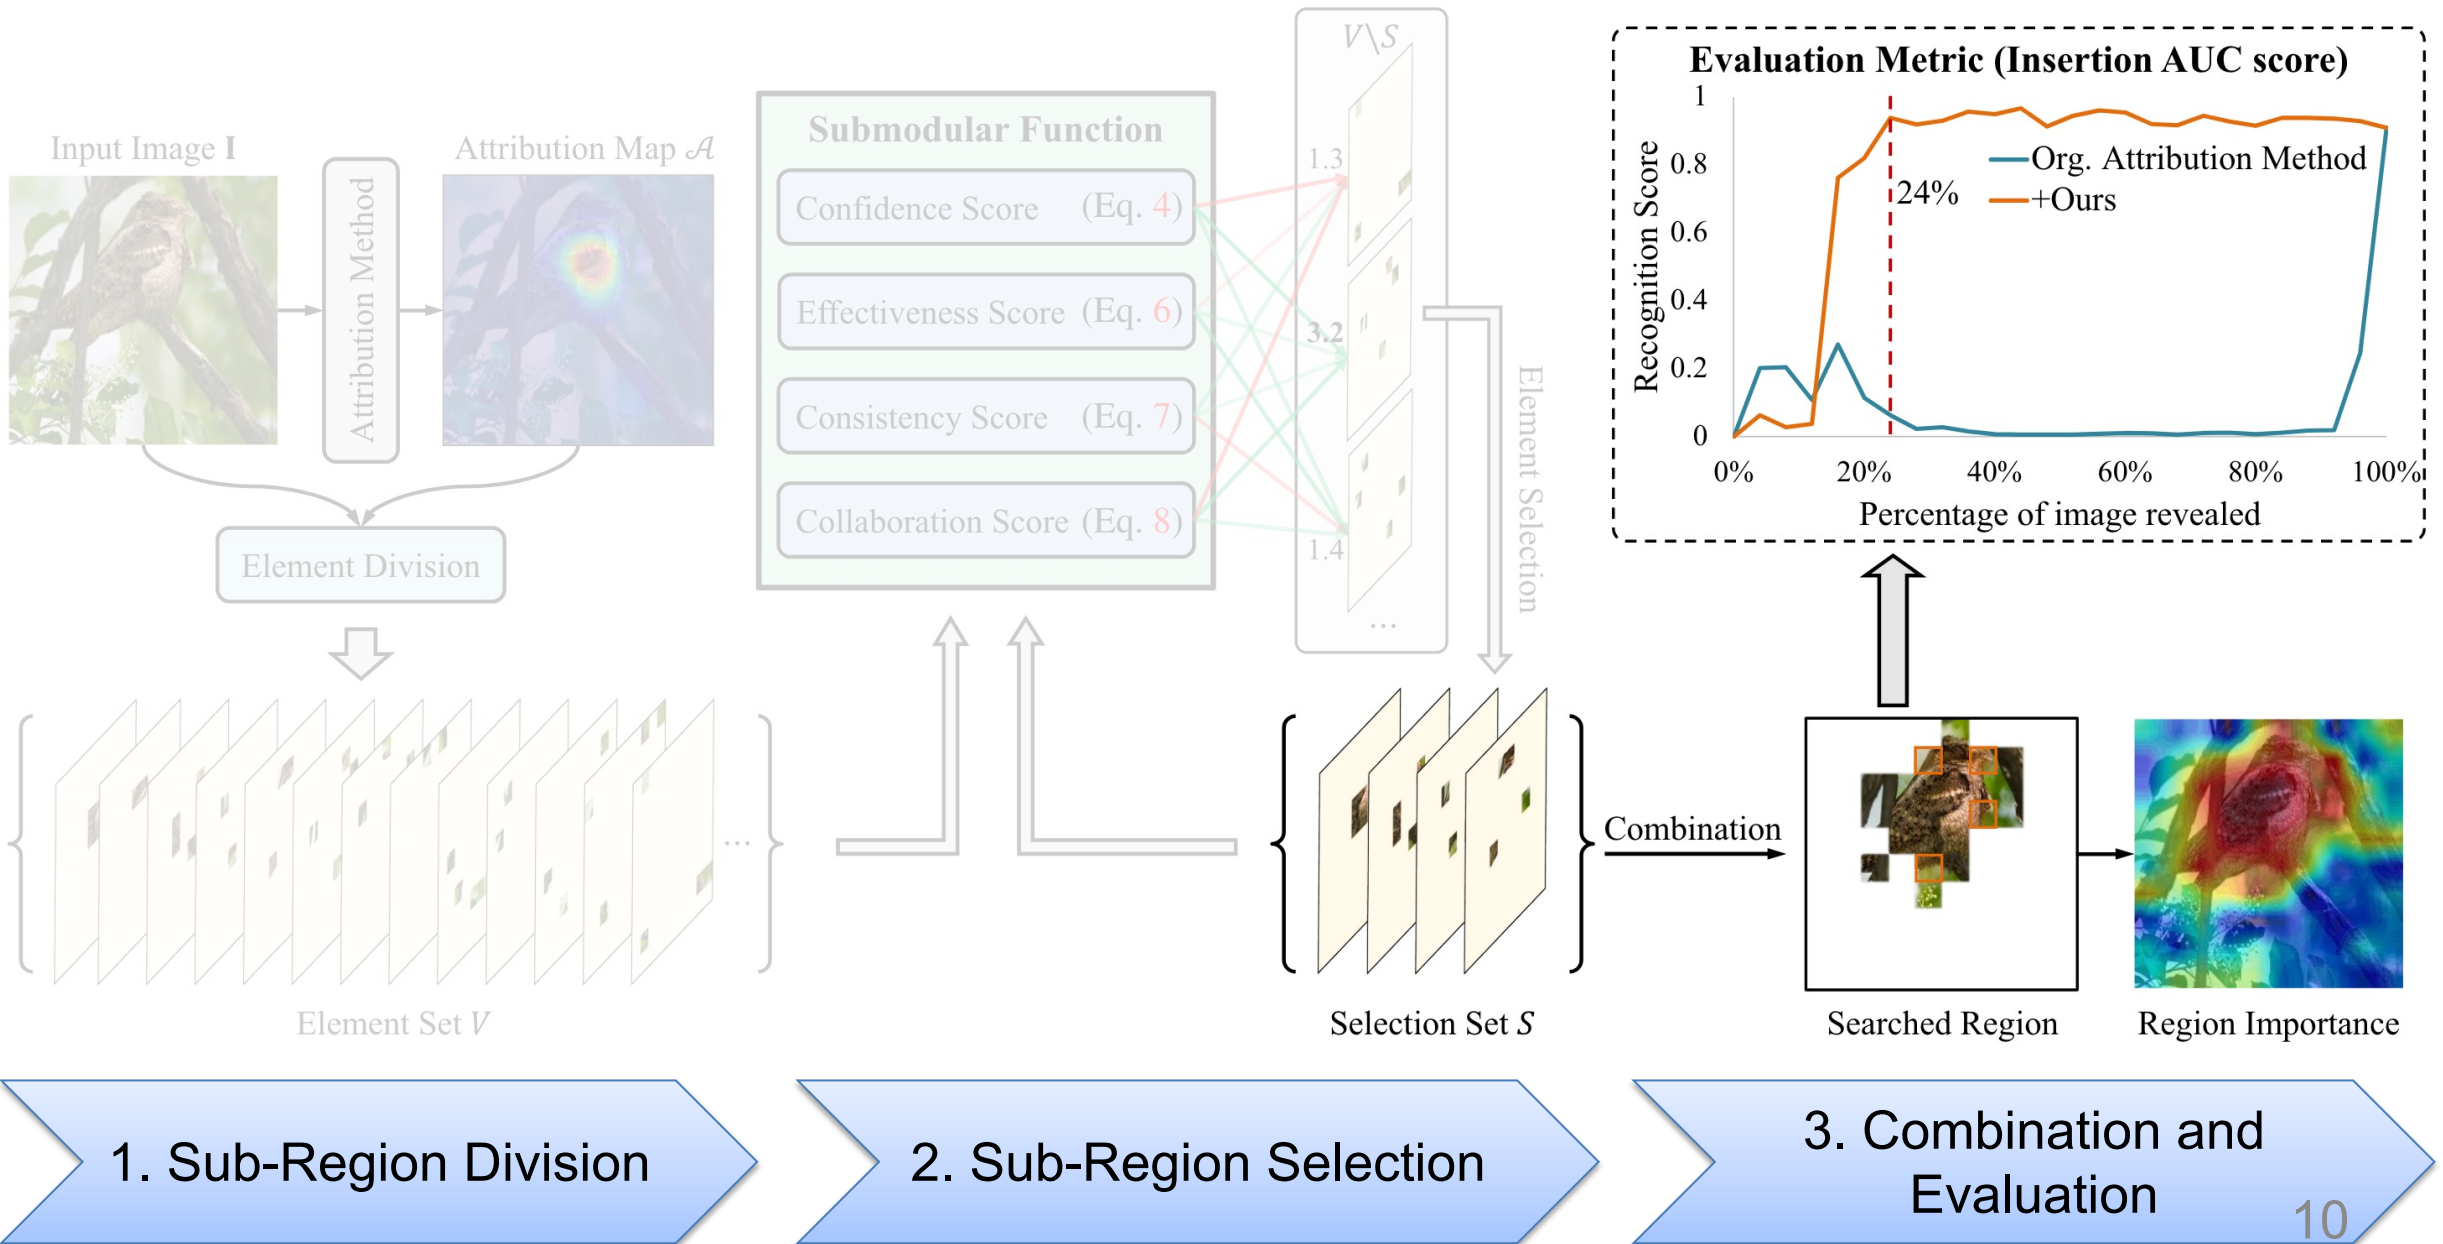 Input Image I
Attribution Method
Attribution Map 𝒜
Element Division
...
Element Set V
Submodular Function
Confidence Score (Eq. 4)
Effectiveness Score (Eq. 6)
Consistency Score (Eq. 7)
Collaboration Score (Eq. 8)
V\S
1.3
3.2
1.4
...
Element Selection
Selection Set S
Combination
Searched Region
Region Importance
Evaluation Metric (Insertion AUC score)
Recognition Score
1
0.8
0.6
0.4
0.2
0
Org. Attribution Method
+Ours
24%
0% 20% 40% 60% 80% 100%
Percentage of image revealed
1. Sub-Region Division
2. Sub-Region Selection
3. Combination and
Evaluation
10